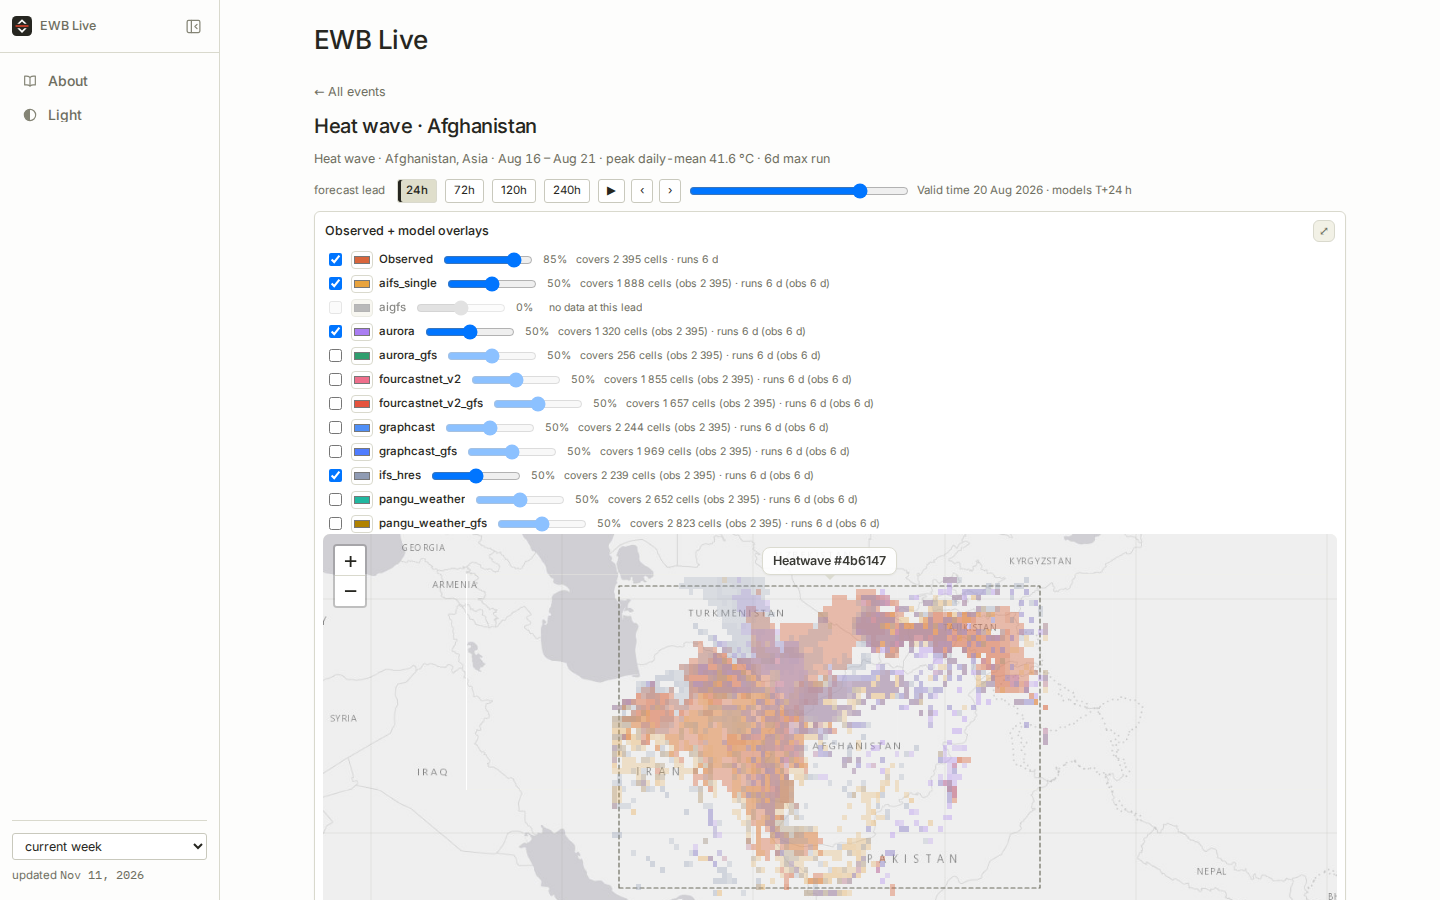 EWB Live
About
Light
current week
updated Nov 11, 2026
EWB Live
← All events
Heat wave · Afghanistan
Heat wave · Afghanistan, Asia · Aug 16 – Aug 21 · peak daily-mean 41.6 °C · 6d max run
forecast lead 24h 72h 120h 240h ▶ ‹ › Valid time 20 Aug 2026 · models T+24 h
Observed + model overlays
Observed 85% covers 2 395 cells · runs 6 d
aifs_single 50% covers 1 888 cells (obs 2 395) · runs 6 d (obs 6 d)
aigfs 0% no data at this lead
aurora 50% covers 1 320 cells (obs 2 395) · runs 6 d (obs 6 d)
aurora_gfs 50% covers 256 cells (obs 2 395) · runs 6 d (obs 6 d)
fourcastnet_v2 50% covers 1 855 cells (obs 2 395) · runs 6 d (obs 6 d)
fourcastnet_v2_gfs 50% covers 1 657 cells (obs 2 395) · runs 6 d (obs 6 d)
graphcast 50% covers 2 244 cells (obs 2 395) · runs 6 d (obs 6 d)
graphcast_gfs 50% covers 1 969 cells (obs 2 395) · runs 6 d (obs 6 d)
ifs_hres 50% covers 2 239 cells (obs 2 395) · runs 6 d (obs 6 d)
pangu_weather 50% covers 2 652 cells (obs 2 395) · runs 6 d (obs 6 d)
pangu_weather_gfs 50% covers 2 823 cells (obs 2 395) · runs 6 d (obs 6 d)
+
−
Heatwave #4b6147
GEORGIA
KYRGYZSTAN
ARMENIA
TURKMENISTAN
TAJIKISTAN
SYRIA
AFGHANISTAN
IRAQ
IRAN
PAKISTAN
NEPAL